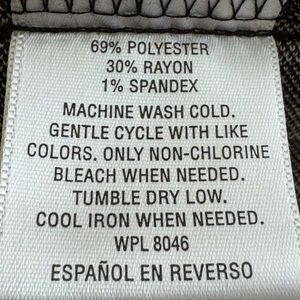 69% POLYESTER
30% RAYON
1% SPANDEX
MACHINE WASH COLD.
GENTLE CYCLE WITH LIKE
COLORS. ONLY NON-CHLORINE
BLEACH WHEN NEEDED.
TUMBLE DRY LOW.
COOL IRON WHEN NEEDED.
WPL 8046
ESPAÑOL EN REVERSO